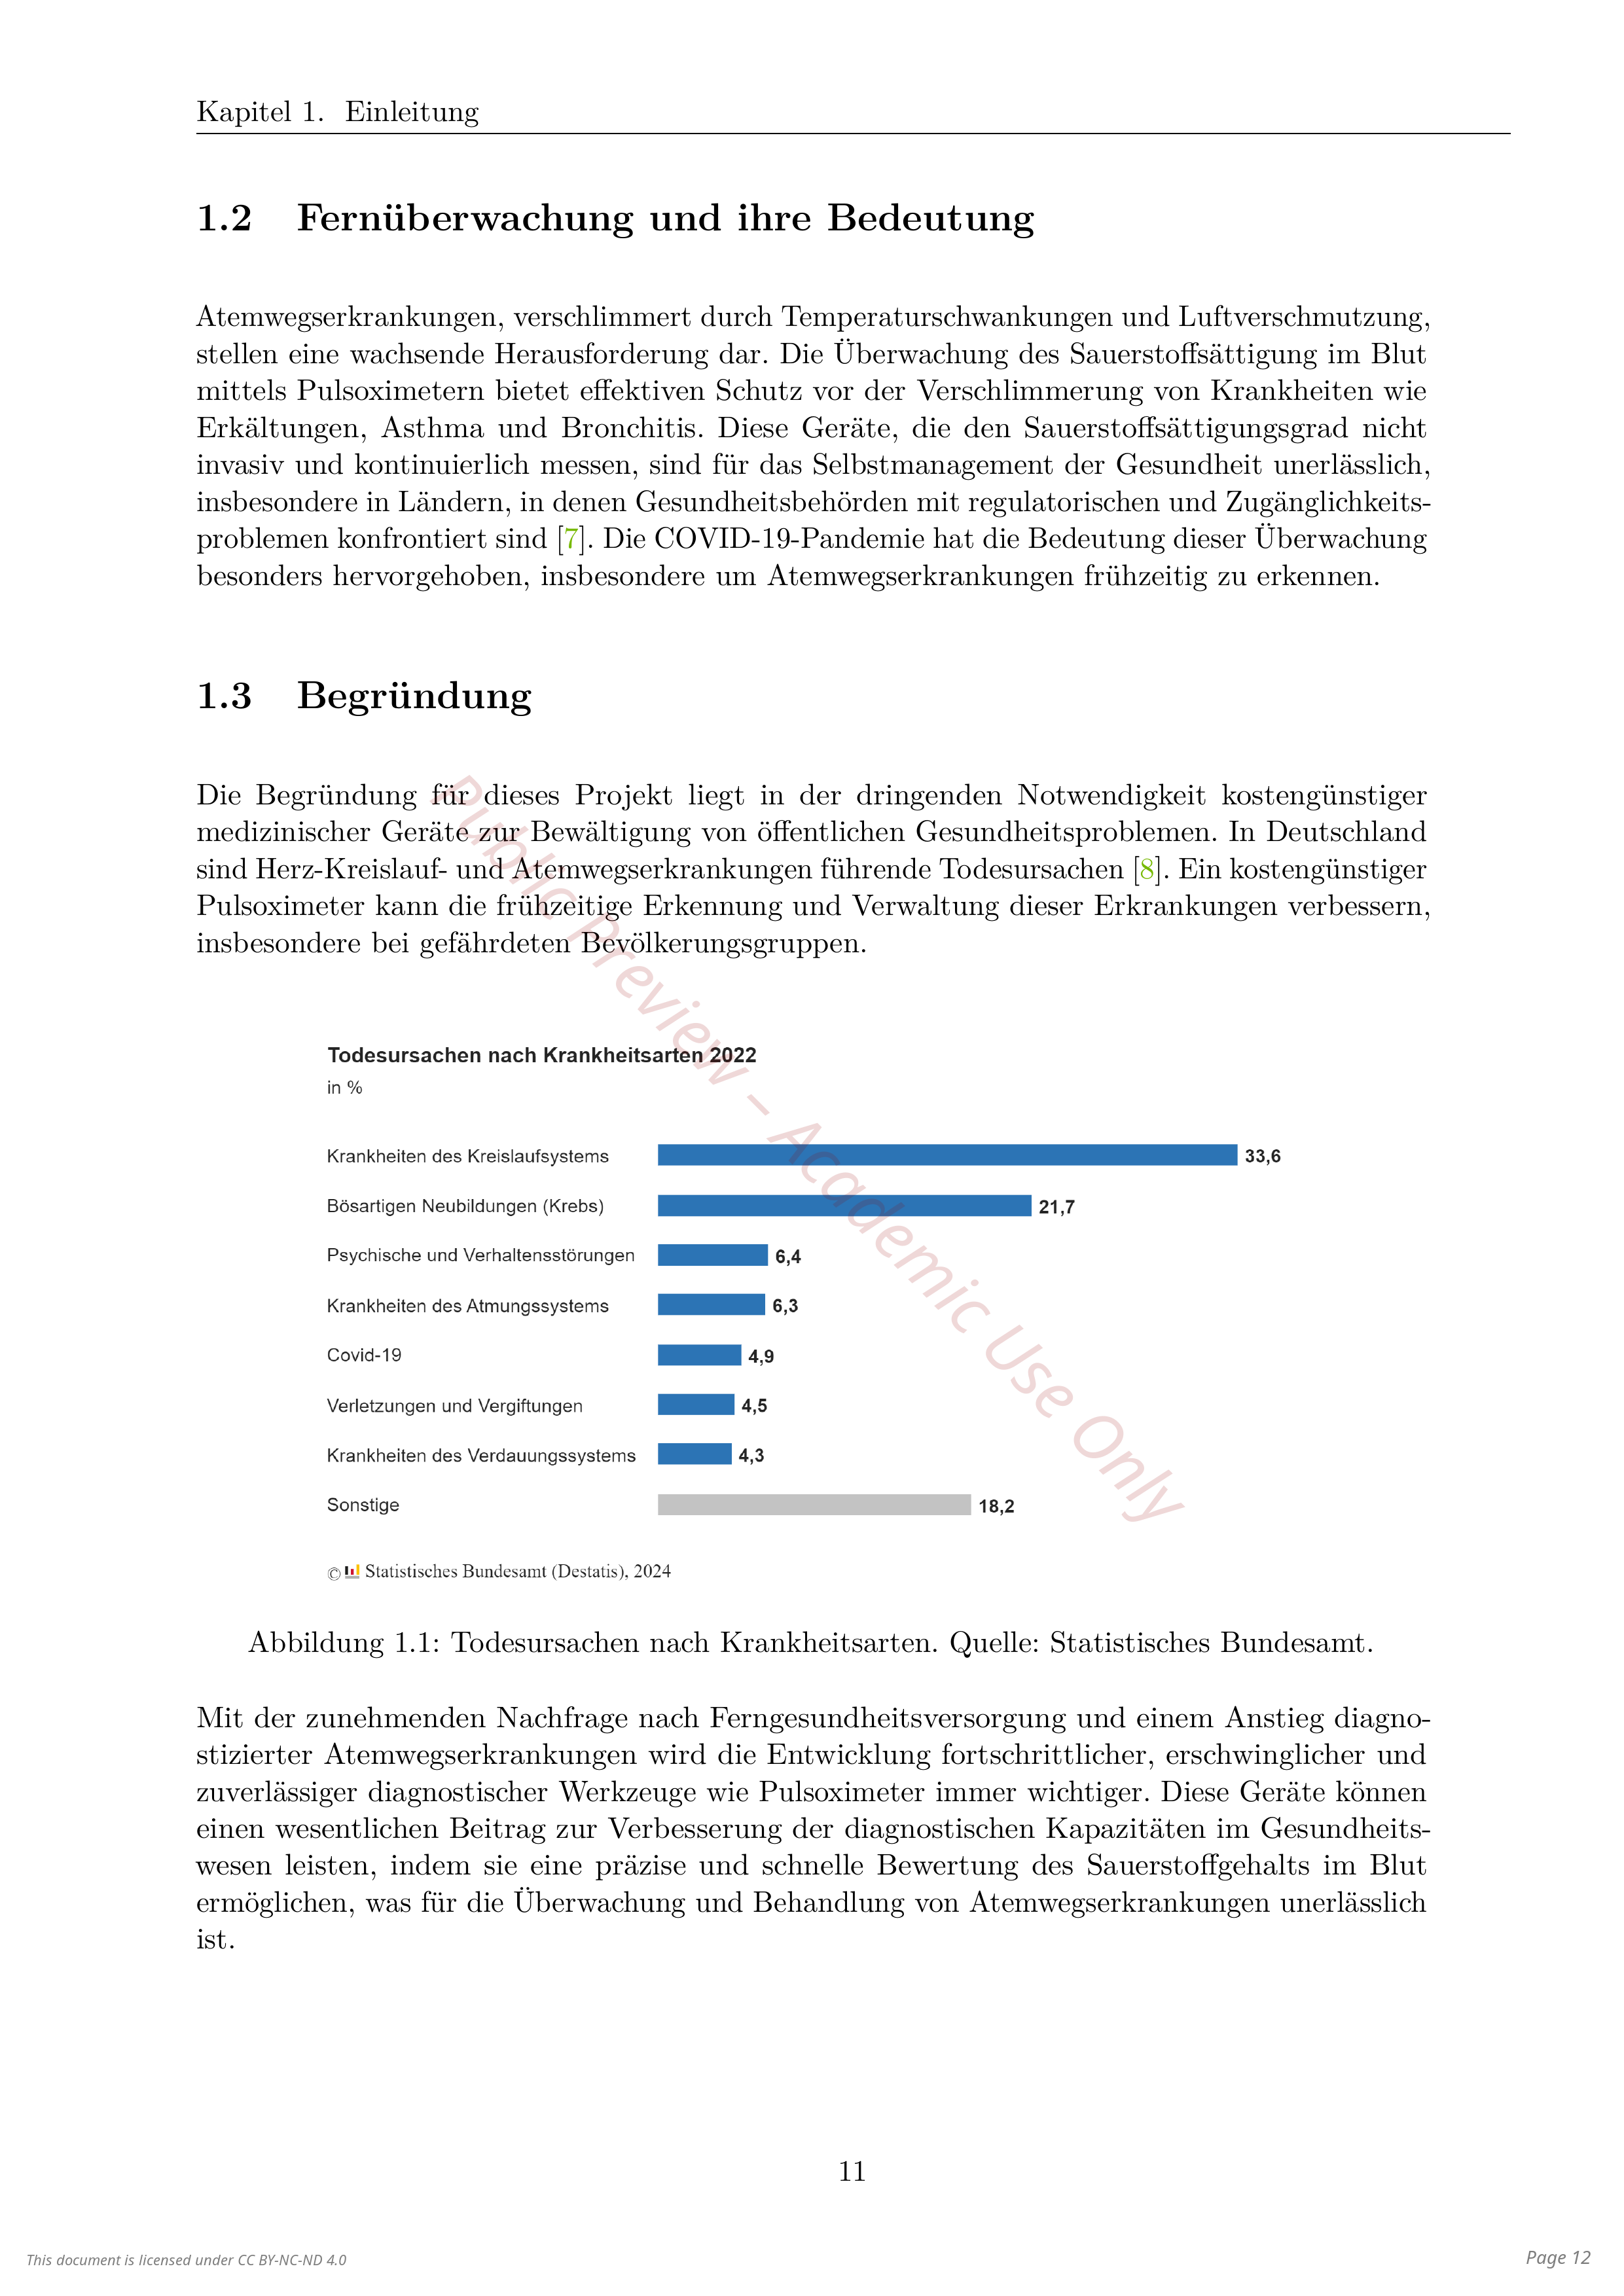 Kapitel 1. Einleitung
1.2 Fernüberwachung und ihre Bedeutung
Atemwegserkrankungen, verschlimmert durch Temperaturschwankungen und Luftverschmutzung,
stellen eine wachsende Herausforderung dar. Die Überwachung des Sauerstoffsättigung im Blut
mittels Pulsoximetern bietet effektiven Schutz vor der Verschlimmerung von Krankheiten wie
Erkältungen, Asthma und Bronchitis. Diese Geräte, die den Sauerstoffsättigungsgrad nicht
invasiv und kontinuierlich messen, sind für das Selbstmanagement der Gesundheit unerlässlich,
insbesondere in Ländern, in denen Gesundheitsbehörden mit regulatorischen und Zugänglichkeits-
problemen konfrontiert sind [7]. Die COVID-19-Pandemie hat die Bedeutung dieser Überwachung
besonders hervorgehoben, insbesondere um Atemwegserkrankungen frühzeitig zu erkennen.
1.3 Begründung
Die Begründung für dieses Projekt liegt in der dringenden Notwendigkeit kostengünstiger
medizinischer Geräte zur Bewältigung von öffentlichen Gesundheitsproblemen. In Deutschland
sind Herz-Kreislauf- und Atemwegserkrankungen führende Todesursachen [8]. Ein kostengünstiger
Pulsoximeter kann die frühzeitige Erkennung und Verwaltung dieser Erkrankungen verbessern,
insbesondere bei gefährdeten Bevölkerungsgruppen.
Public Preview – Academic Use Only
Todesursachen nach Krankheitsarten 2022
in %
Krankheiten des Kreislaufsystems 33,6
Bösartigen Neubildungen (Krebs) 21,7
Psychische und Verhaltensstörungen 6,4
Krankheiten des Atmungssystems 6,3
Covid-19 4,9
Verletzungen und Vergiftungen 4,5
Krankheiten des Verdauungssystems 4,3
Sonstige 18,2
© Statistisches Bundesamt (Destatis), 2024
Abbildung 1.1: Todesursachen nach Krankheitsarten. Quelle: Statistisches Bundesamt.
Mit der zunehmenden Nachfrage nach Ferngesundheitsversorgung und einem Anstieg diagno-
stizierter Atemwegserkrankungen wird die Entwicklung fortschrittlicher, erschwinglicher und
zuverlässiger diagnostischer Werkzeuge wie Pulsoximeter immer wichtiger. Diese Geräte können
einen wesentlichen Beitrag zur Verbesserung der diagnostischen Kapazitäten im Gesundheits-
wesen leisten, indem sie eine präzise und schnelle Bewertung des Sauerstoffgehalts im Blut
ermöglichen, was für die Überwachung und Behandlung von Atemwegserkrankungen unerlässlich
ist.
11
This document is licensed under CC BY-NC-ND 4.0
Page 12